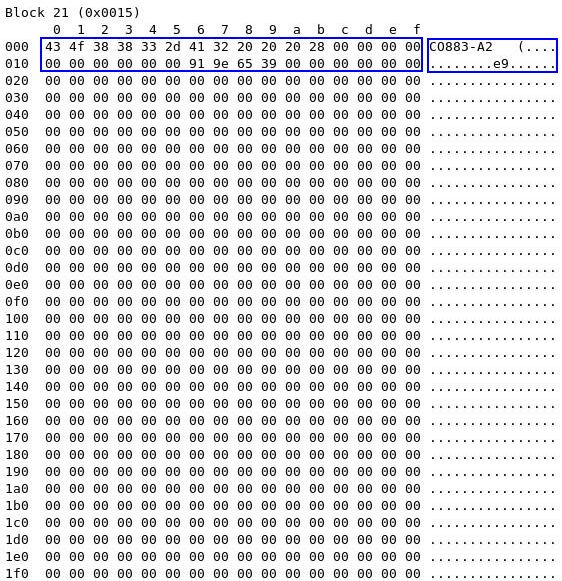 Block 21 (0x0015)
0 1 2 3 4 5 6 7 8 9 a b c d e f
000 43 4f 38 38 33 2d 41 32 20 20 20 28 00 00 00 00 CO883-A2   (....
010 00 00 00 00 00 00 91 9e 65 39 00 00 00 00 00 00 ........e9......
020 00 00 00 00 00 00 00 00 00 00 00 00 00 00 00 00 ................
030 00 00 00 00 00 00 00 00 00 00 00 00 00 00 00 00 ................
040 00 00 00 00 00 00 00 00 00 00 00 00 00 00 00 00 ................
050 00 00 00 00 00 00 00 00 00 00 00 00 00 00 00 00 ................
060 00 00 00 00 00 00 00 00 00 00 00 00 00 00 00 00 ................
070 00 00 00 00 00 00 00 00 00 00 00 00 00 00 00 00 ................
080 00 00 00 00 00 00 00 00 00 00 00 00 00 00 00 00 ................
090 00 00 00 00 00 00 00 00 00 00 00 00 00 00 00 00 ................
0a0 00 00 00 00 00 00 00 00 00 00 00 00 00 00 00 00 ................
0b0 00 00 00 00 00 00 00 00 00 00 00 00 00 00 00 00 ................
0c0 00 00 00 00 00 00 00 00 00 00 00 00 00 00 00 00 ................
0d0 00 00 00 00 00 00 00 00 00 00 00 00 00 00 00 00 ................
0e0 00 00 00 00 00 00 00 00 00 00 00 00 00 00 00 00 ................
0f0 00 00 00 00 00 00 00 00 00 00 00 00 00 00 00 00 ................
100 00 00 00 00 00 00 00 00 00 00 00 00 00 00 00 00 ................
110 00 00 00 00 00 00 00 00 00 00 00 00 00 00 00 00 ................
120 00 00 00 00 00 00 00 00 00 00 00 00 00 00 00 00 ................
130 00 00 00 00 00 00 00 00 00 00 00 00 00 00 00 00 ................
140 00 00 00 00 00 00 00 00 00 00 00 00 00 00 00 00 ................
150 00 00 00 00 00 00 00 00 00 00 00 00 00 00 00 00 ................
160 00 00 00 00 00 00 00 00 00 00 00 00 00 00 00 00 ................
170 00 00 00 00 00 00 00 00 00 00 00 00 00 00 00 00 ................
180 00 00 00 00 00 00 00 00 00 00 00 00 00 00 00 00 ................
190 00 00 00 00 00 00 00 00 00 00 00 00 00 00 00 00 ................
1a0 00 00 00 00 00 00 00 00 00 00 00 00 00 00 00 00 ................
1b0 00 00 00 00 00 00 00 00 00 00 00 00 00 00 00 00 ................
1c0 00 00 00 00 00 00 00 00 00 00 00 00 00 00 00 00 ................
1d0 00 00 00 00 00 00 00 00 00 00 00 00 00 00 00 00 ................
1e0 00 00 00 00 00 00 00 00 00 00 00 00 00 00 00 00 ................
1f0 00 00 00 00 00 00 00 00 00 00 00 00 00 00 00 00 ................